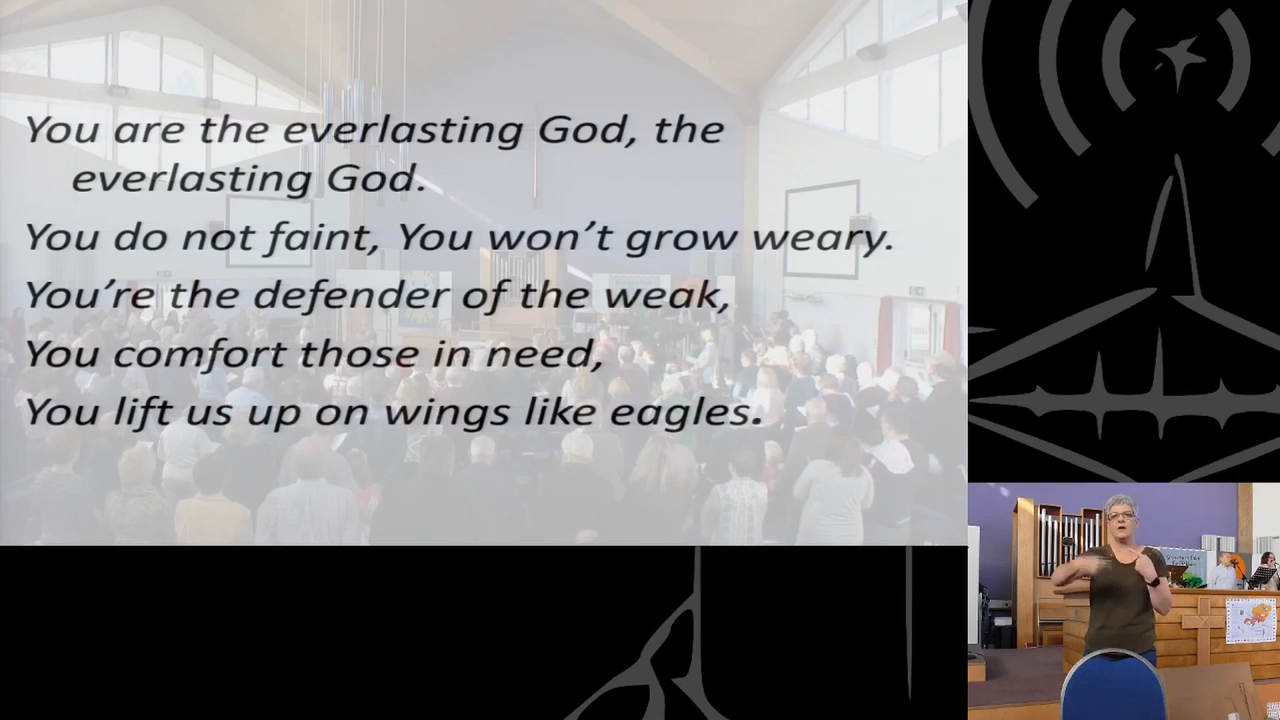 You are the everlasting God, the
everlasting God.
You do not faint, You won’t grow weary.
You’re the defender of the weak,
You comfort those in need,
You lift us up on wings like eagles.